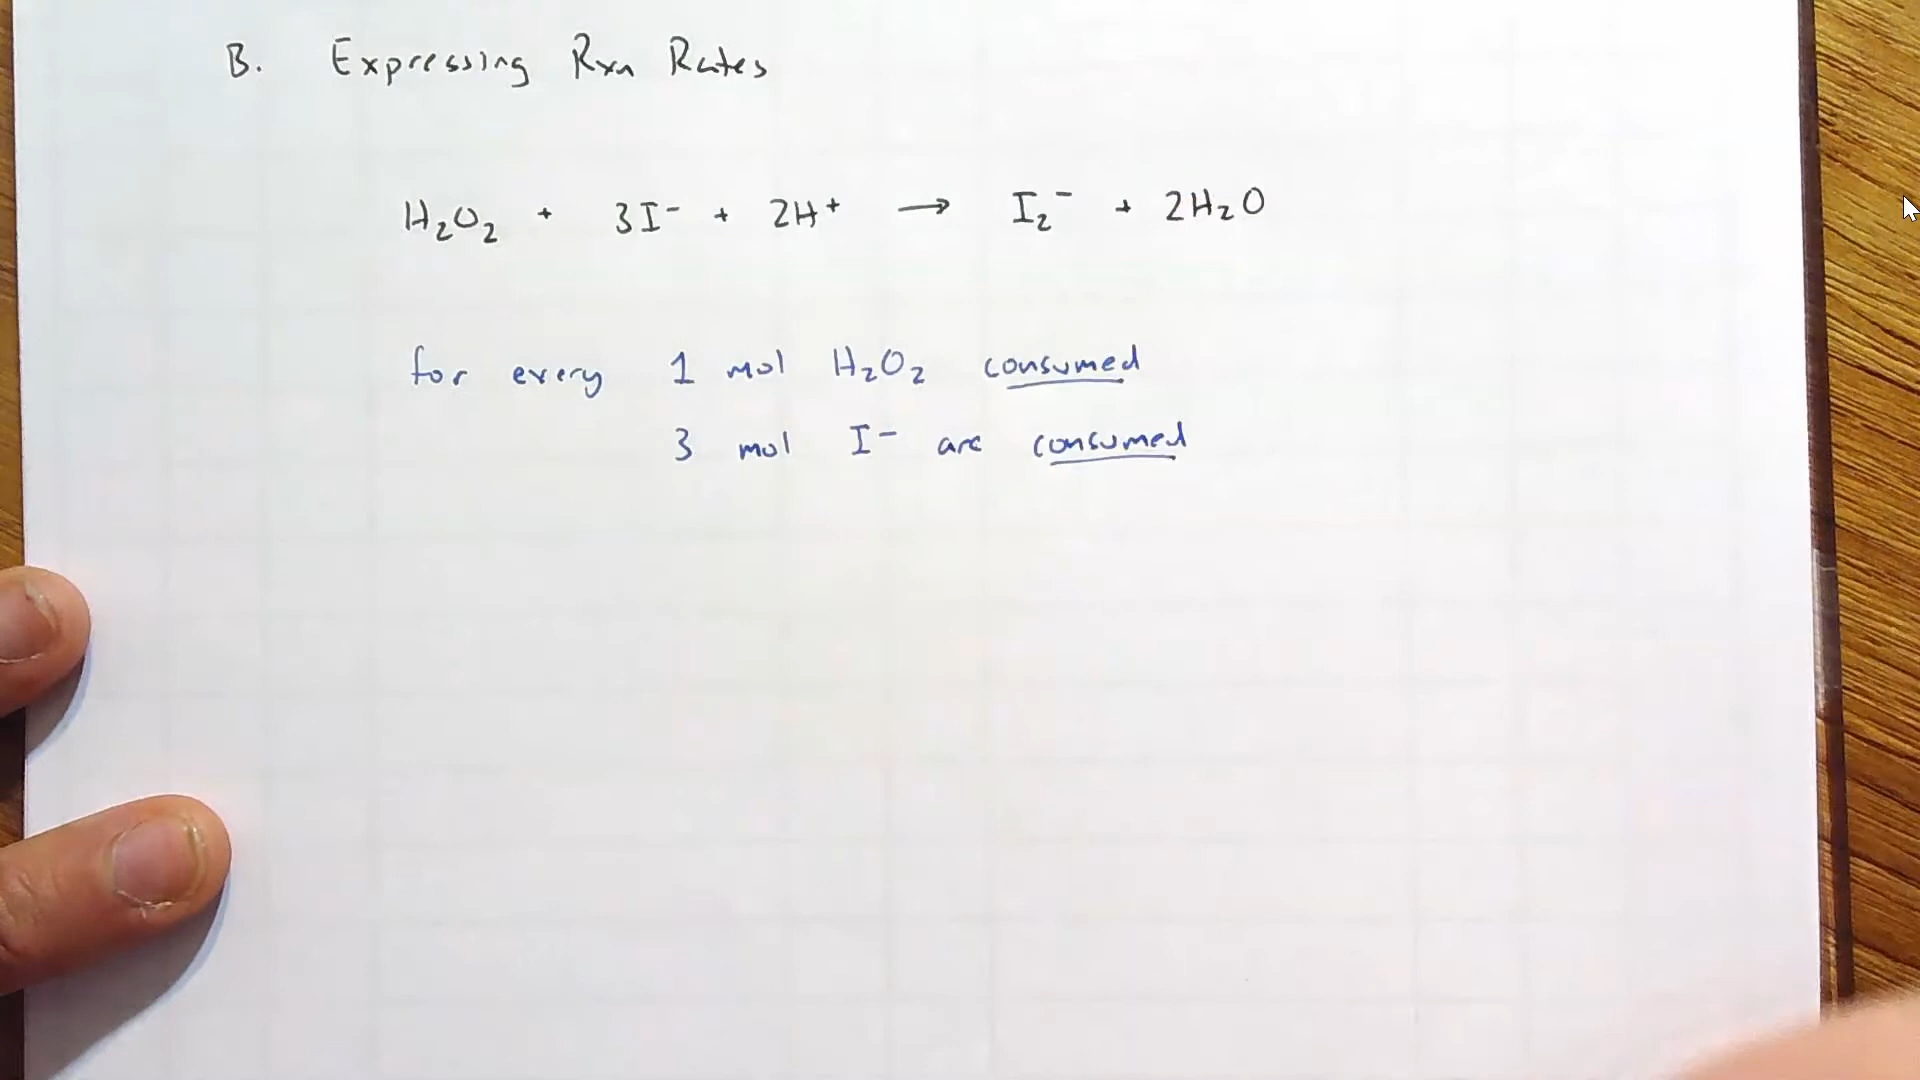 B. Expressing Rxn Rates
H₂O₂ + 3I⁻ + 2H⁺ → I₂⁻ + 2H₂O
for every 1 mol H₂O₂ consumed
3 mol I⁻ are consumed